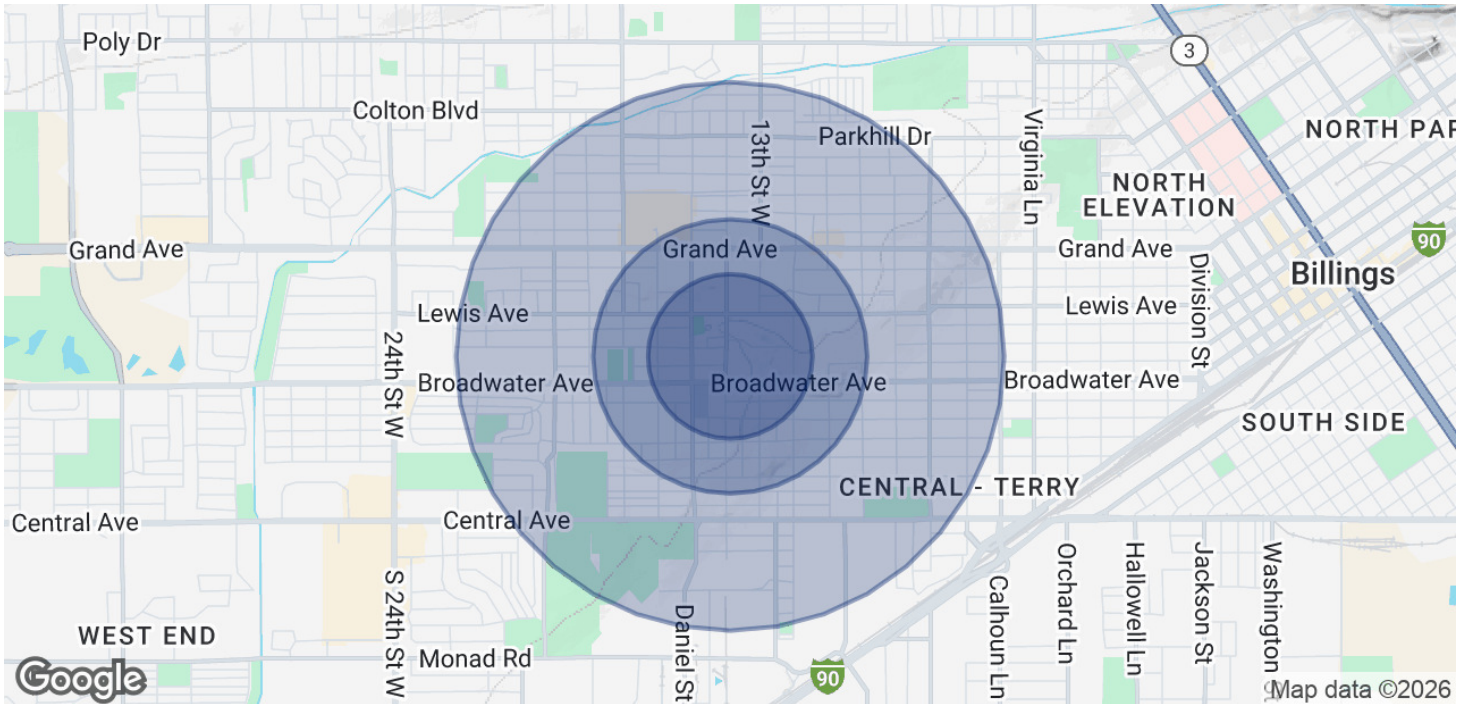 Poly Dr
3
Colton Blvd
13th St W
Parkhill Dr
Virginia Ln
NORTH PAR
NORTH
ELEVATION
Grand Ave
Grand Ave
Grand Ave
90
Division St
Billings
Lewis Ave
Lewis Ave
24th St W
Broadwater Ave
Broadwater Ave
Broadwater Ave
SOUTH SIDE
CENTRAL - TERRY
Central Ave
Central Ave
S 24th St W
Daniel St
Calhoun Ln
Orchard Ln
Hallowell Ln
Jackson St
Washington S
WEST END
Monad Rd
90
Google
Map data ©2026